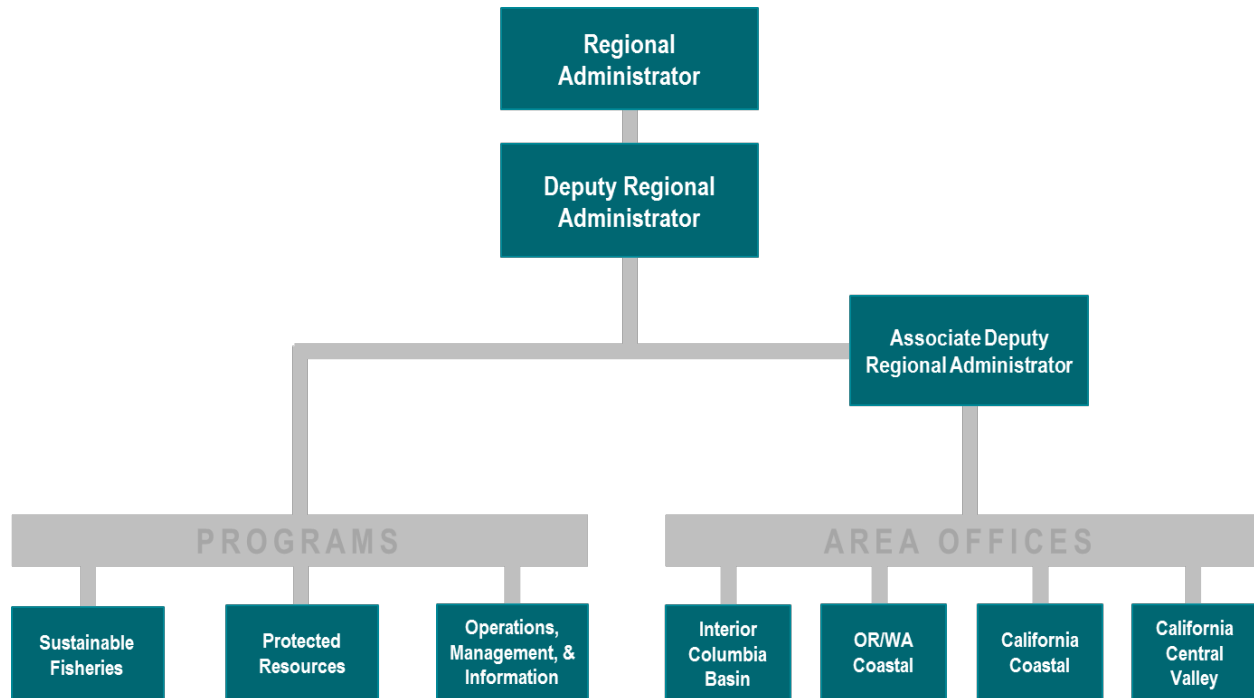 Regional
Administrator
Deputy Regional
Administrator
Associate Deputy
Regional Administrator
PROGRAMS
AREA OFFICES
Sustainable
Fisheries
Protected
Resources
Operations,
Management, &
Information
Interior
Columbia
Basin
OR/WA
Coastal
California
Coastal
California
Central
Valley